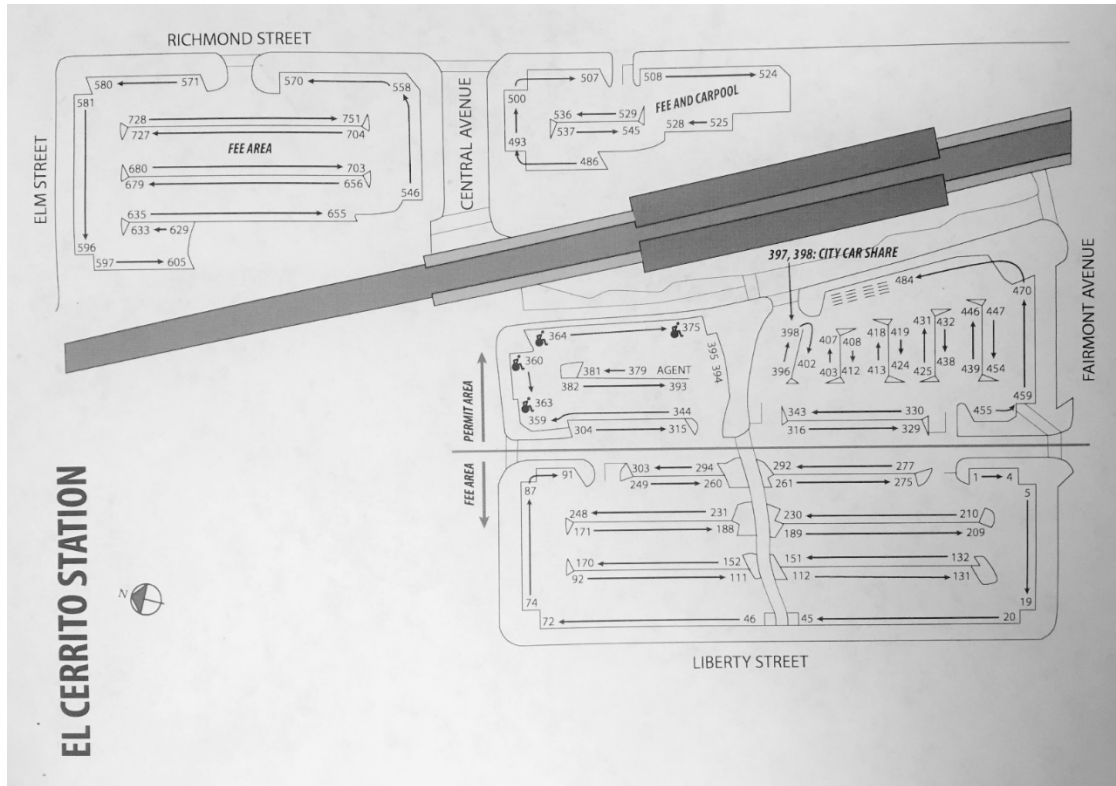 RICHMOND STREET
580 571
570 558
581
728 751
727 704
FEE AREA
680 703
679 656
546
635 655
633 629
596
597 605
ELM STREET
CENTRAL AVENUE
507 508 524
500
536 529
FEE AND CARPOOL
537 545 528 525
493
486
397, 398: CITY CAR SHARE
484 470
FAIRMONT AVENUE
364 375
360
381 379 AGENT
382 393
363
359 344
304 315
395 394
398
402
396
407 408
403 412
418 419
413 424
431 432
425 438
446 447
439 454
459
455
343 330
316 329
PERMIT AREA
FEE AREA
91 303 294 292 277 1 4
87 249 260 261 275 5
248 231 230 210
171 188 189 209
170 152 151 132
92 111 112 131
74 19
72 46 45 20
LIBERTY STREET
EL CERRITO STATION
N